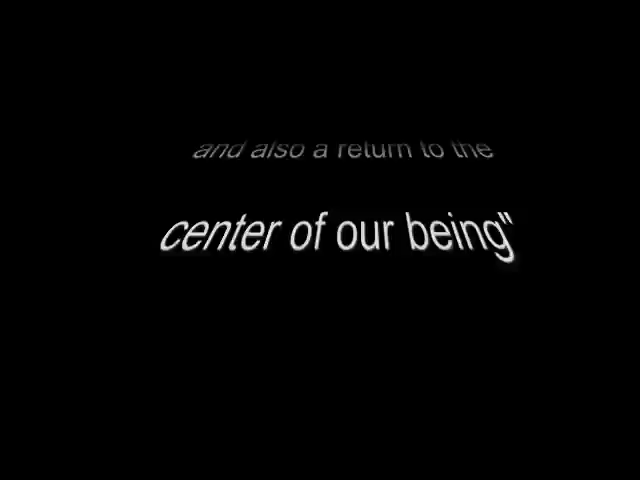 and also a return to the
center of our being"